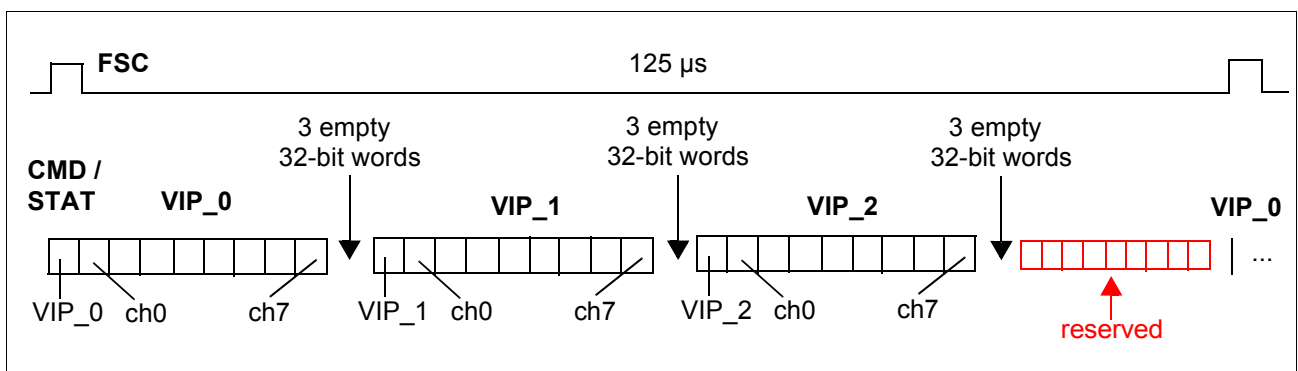 FSC
125 µs
3 empty
32-bit words
3 empty
32-bit words
3 empty
32-bit words
CMD /
STAT
VIP_0
VIP_1
VIP_2
VIP_0
...
VIP_0
ch0
ch7
VIP_1
ch0
ch7
VIP_2
ch0
ch7
reserved